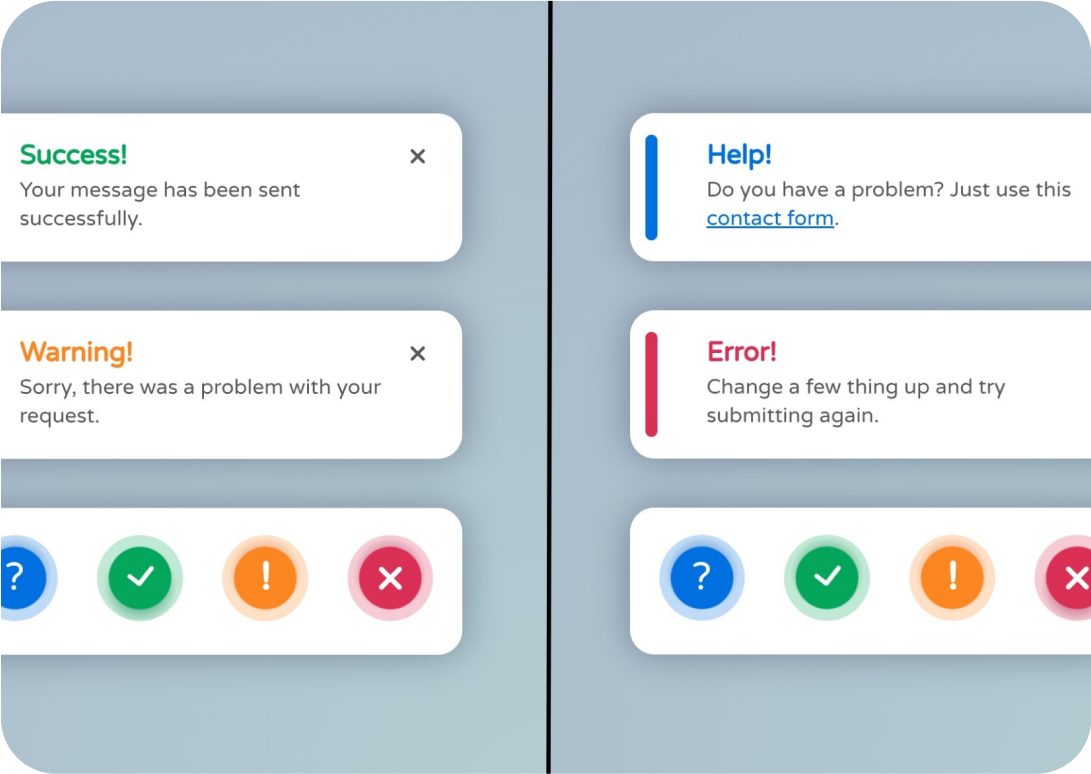 Success!
Your message has been sent
successfully.
Warning!
Sorry, there was a problem with your
request.
?
!
Help!
Do you have a problem? Just use this
contact form.
Error!
Change a few thing up and try
submitting again.
?
!